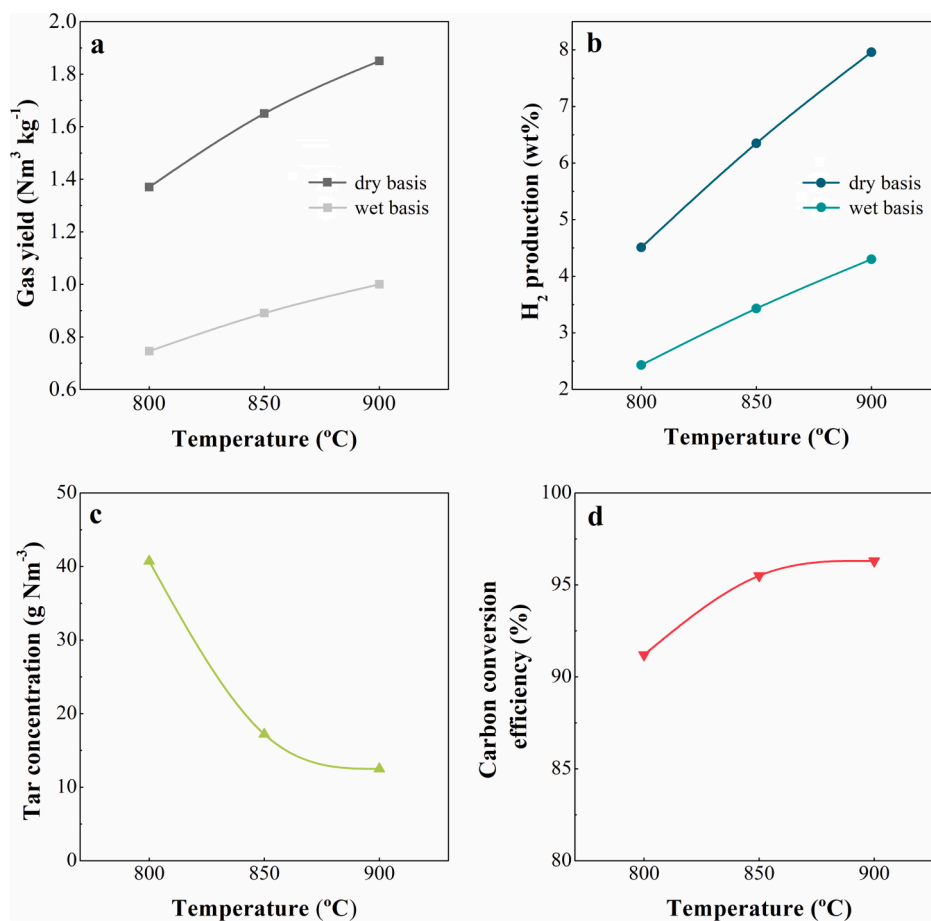 a
2.0
1.8
1.6
1.4
1.2
1.0
0.8
0.6
Gas yield (Nm³ kg⁻¹)
dry basis
wet basis
800 850 900
Temperature (ºC)
b
8
7
6
5
4
3
2
H₂ production (wt%)
dry basis
wet basis
800 850 900
Temperature (ºC)
c
50
40
30
20
10
0
Tar concentration (g Nm⁻³)
800 850 900
Temperature (ºC)
d
100
95
90
85
80
Carbon conversion
efficiency (%)
800 850 900
Temperature (ºC)